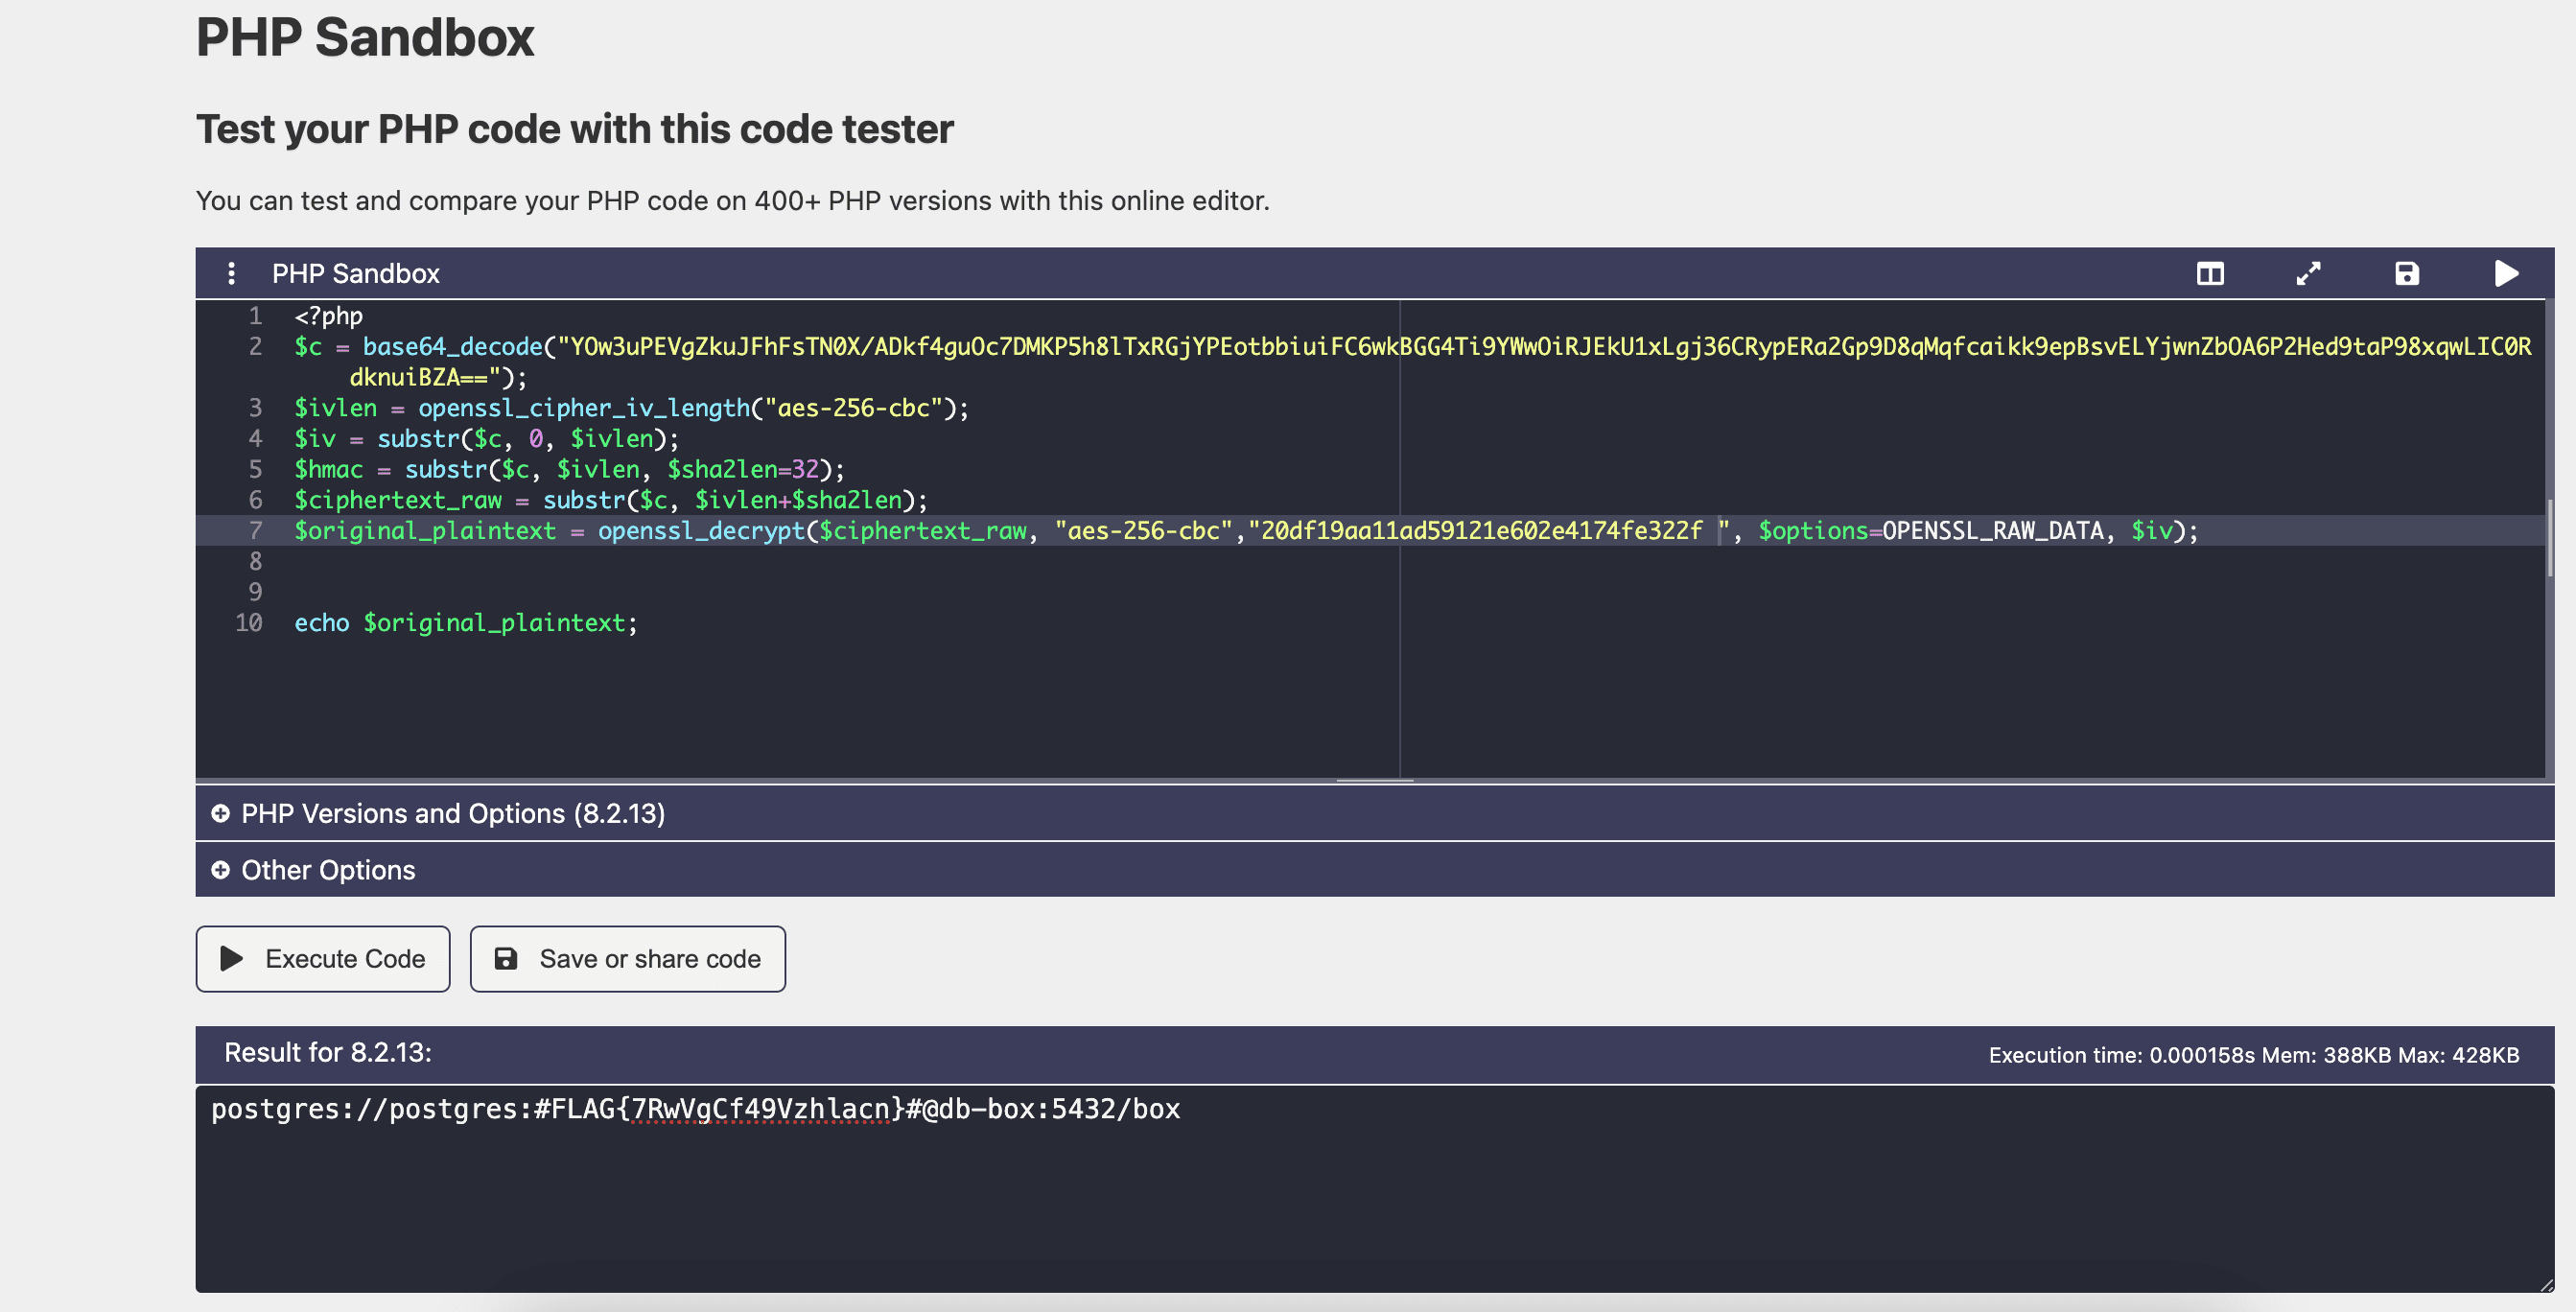 PHP Sandbox
Test your PHP code with this code tester
You can test and compare your PHP code on 400+ PHP versions with this online editor.
PHP Sandbox
1 <?php
2 $c = base64_decode("YOw3uPEVgZkuJFhFsTN0X/ADkf4guOc7DMKP5h8lTxRGjYPEotbbiuiFC6wkBGG4Ti9YWwOiRJEkU1xLgj36CRypERa2Gp9D8qMqfcaikk9epBsvELYjwnZbOA6P2Hed9taP98xqwLIC0R
dknuiBZA==");
3 $ivlen = openssl_cipher_iv_length("aes-256-cbc");
4 $iv = substr($c, 0, $ivlen);
5 $hmac = substr($c, $ivlen, $sha2len=32);
6 $ciphertext_raw = substr($c, $ivlen+$sha2len);
7 $original_plaintext = openssl_decrypt($ciphertext_raw, "aes-256-cbc","20df19aa11ad59121e602e4174fe322f ", $options=OPENSSL_RAW_DATA, $iv);
8
9
10 echo $original_plaintext;
PHP Versions and Options (8.2.13)
Other Options
Execute Code Save or share code
Result for 8.2.13: Execution time: 0.000158s Mem: 388KB Max: 428KB
postgres://postgres:#FLAG{7RwVgCf49Vzhlacn}#@db-box:5432/box